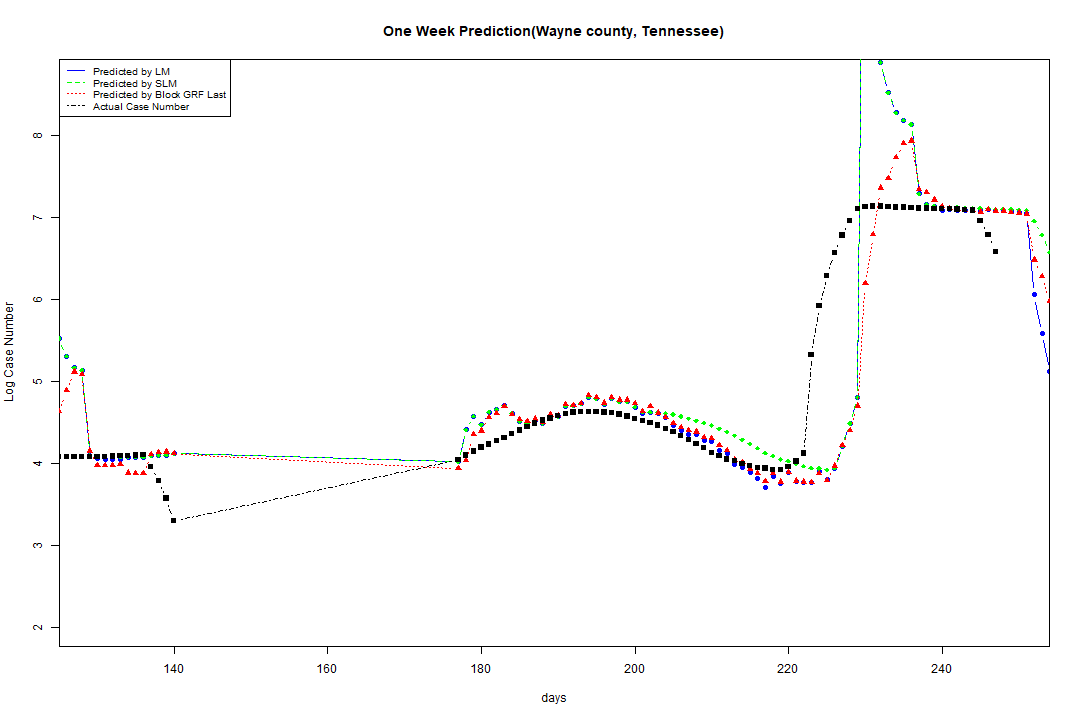 One Week Prediction(Wayne county, Tennessee)
Predicted by LM
Predicted by SLM
Predicted by Block GRF Last
Actual Case Number
8
7
6
5
4
3
2
Log Case Number
140 160 180 200 220 240
days